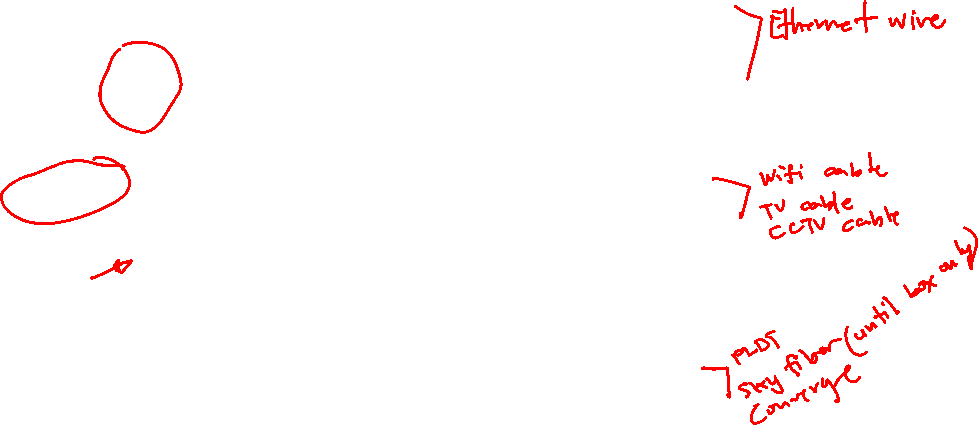 Ethernet wire
wifi cable
TV cable
CCTV cable
PLDT
sky fiber (until box only)
Converge